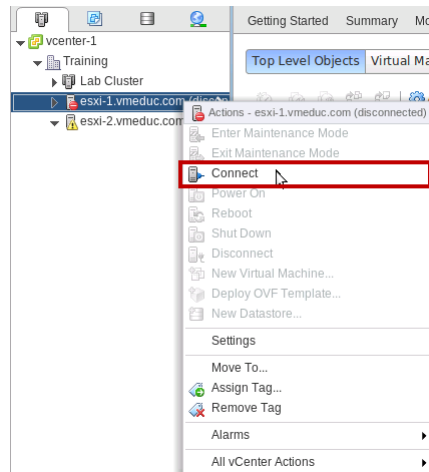 Getting Started Summary
vcenter-1
Training
Top Level Objects Virtual
Lab Cluster
esxi-1.vmeduc.com
Actions - esxi-1.vmeduc.com (disconnected)
esxi-2.vmeduc.com
Enter Maintenance Mode
Exit Maintenance Mode
Connect
Power On
Reboot
Shut Down
Disconnect
New Virtual Machine...
Deploy OVF Template...
New Datastore...
Settings
Move To...
Assign Tag...
Remove Tag
Alarms
All vCenter Actions